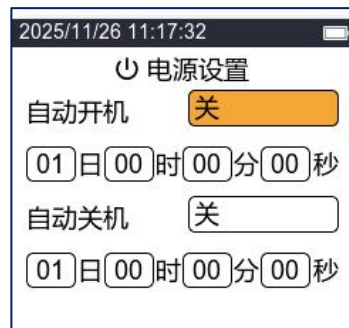 2025/11/26 11:17:32
电源设置
自动开机 关
01日00时00分00秒
自动关机 关
01日00时00分00秒